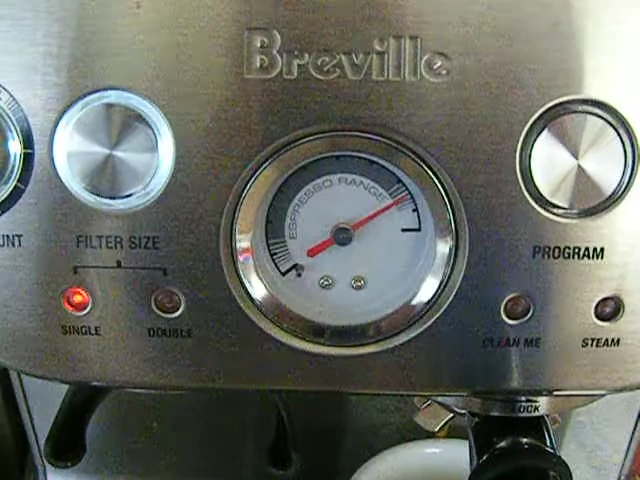 Breville
UNT
FILTER SIZE
ESPRESSO RANGE
PROGRAM
SINGLE
DOUBLE
CLEAN ME
STEAM
LOCK